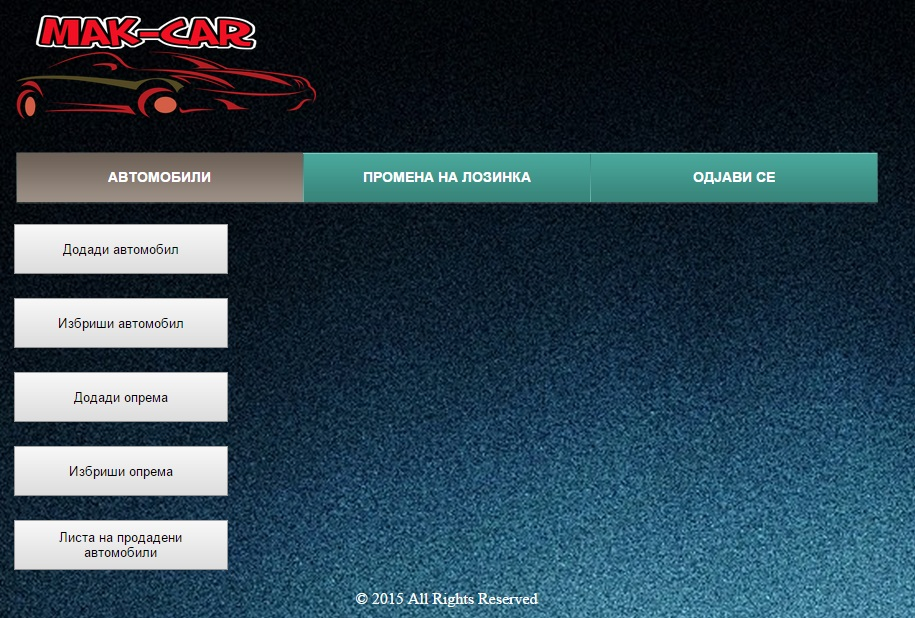 MAK-CAR
АВТОМОБИЛИ ПРОМЕНА НА ЛОЗИНКА ОДЈАВИ СЕ
Додади автомобил
Избриши автомобил
Додади опрема
Избриши опрема
Листа на продадени
автомобили
© 2015 All Rights Reserved